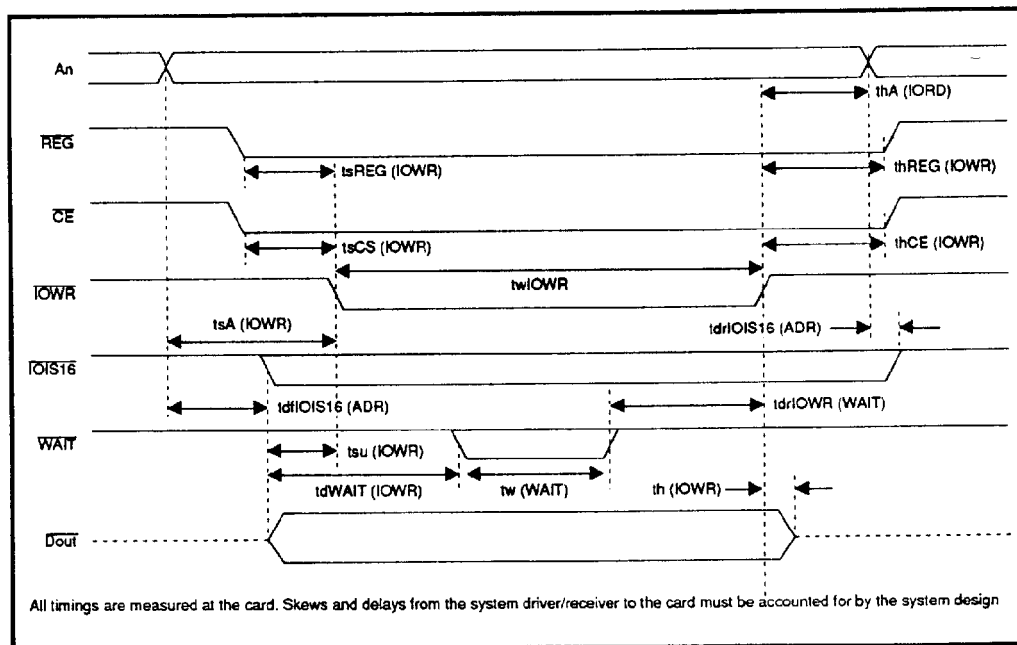 An
thA (IORD)
REG
tsREG (IOWR)
thREG (IOWR)
CE
tsCS (IOWR)
thCE (IOWR)
twIOWR
IOWR
tsA (IOWR)
tdrIOIS16 (ADR)
IOIS16
tdfIOIS16 (ADR)
tdrIOWR (WAIT)
WAIT
tsu (IOWR)
tdWAIT (IOWR)
tw (WAIT)
th (IOWR)
Dout
All timings are measured at the card. Skews and delays from the system driver/receiver to the card must be accounted for by the system design